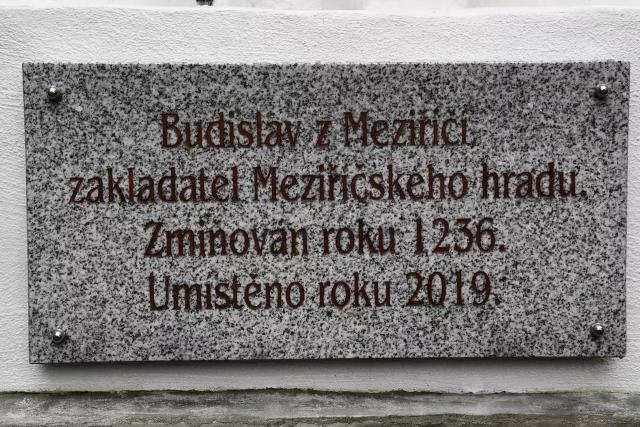 Budislav z Meziříčí,
zakladatel Meziříčského hradu.
Zmiňován roku 1236.
Umístěno roku 2019.